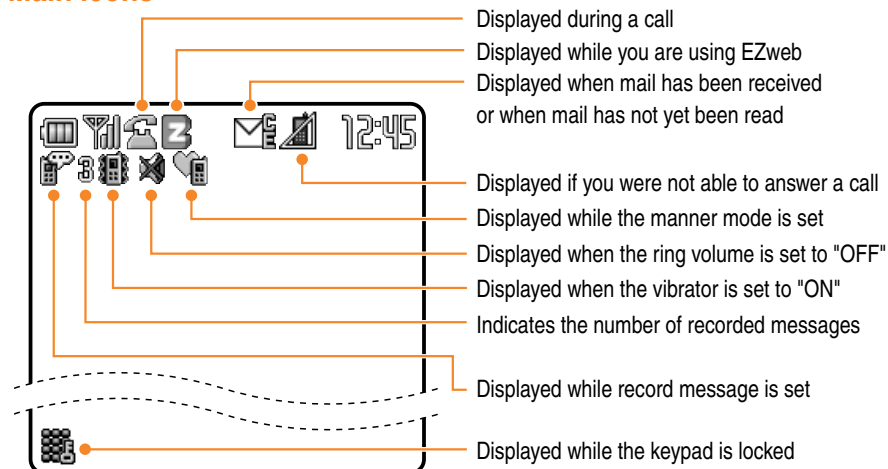 Displayed during a call
Displayed while you are using EZweb
Displayed when mail has been received
or when mail has not yet been read
12:45
3
Displayed if you were not able to answer a call
Displayed while the manner mode is set
Displayed when the ring volume is set to "OFF"
Displayed when the vibrator is set to "ON"
Indicates the number of recorded messages
Displayed while record message is set
Displayed while the keypad is locked